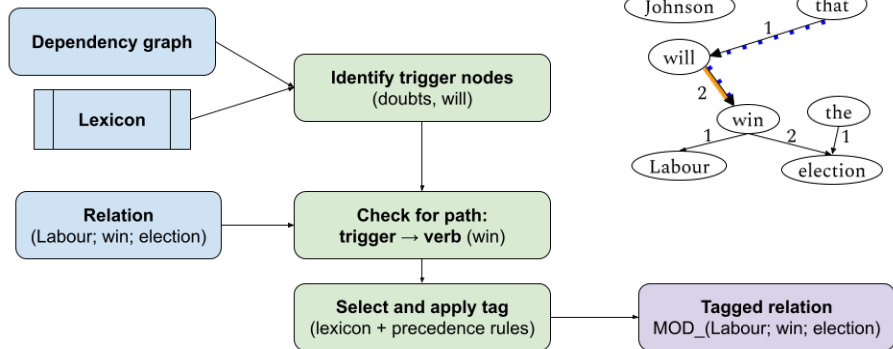 Dependency graph
Lexicon
Identify trigger nodes
(doubts, will)
Relation
(Labour; win; election)
Check for path:
trigger → verb (win)
Select and apply tag
(lexicon + precedence rules)
Tagged relation
MOD_(Labour; win; election)
Johnson
that
1
will
2
win
the
1
2
1
Labour
election